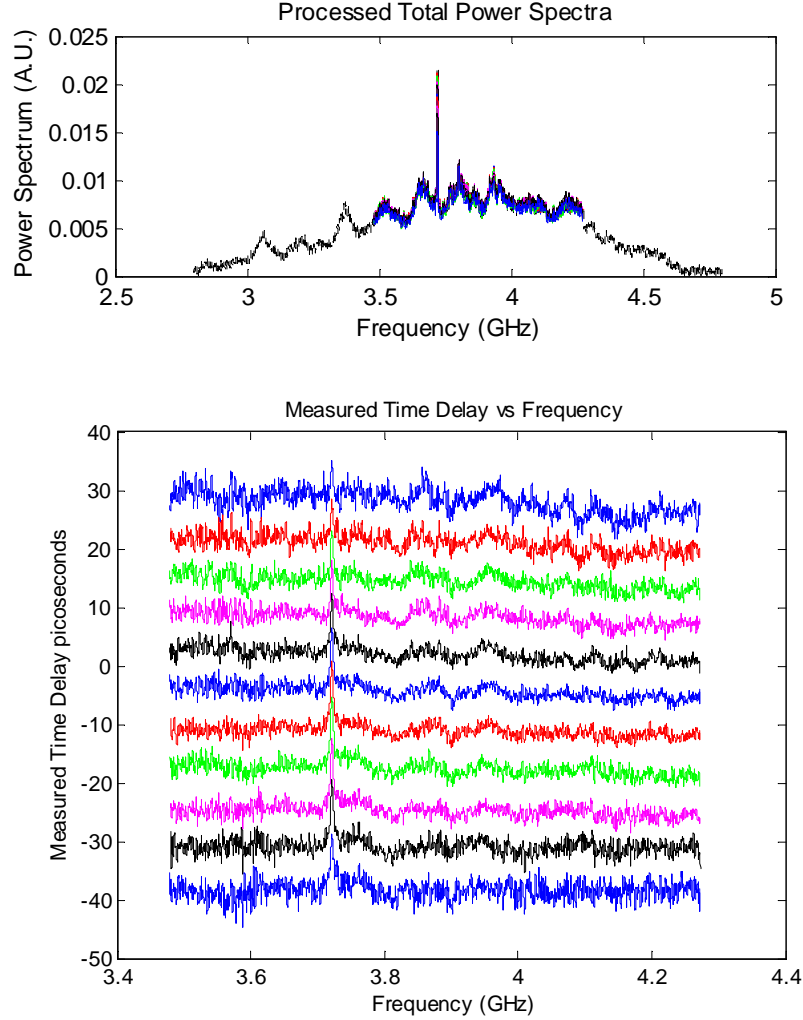 Processed Total Power Spectra
Power Spectrum (A.U.)
0.025
0.02
0.015
0.01
0.005
0
2.5 3 3.5 4 4.5 5
Frequency (GHz)
Measured Time Delay vs Frequency
Measured Time Delay picoseconds
40
30
20
10
0
-10
-20
-30
-40
-50
3.4 3.6 3.8 4 4.2 4.4
Frequency (GHz)